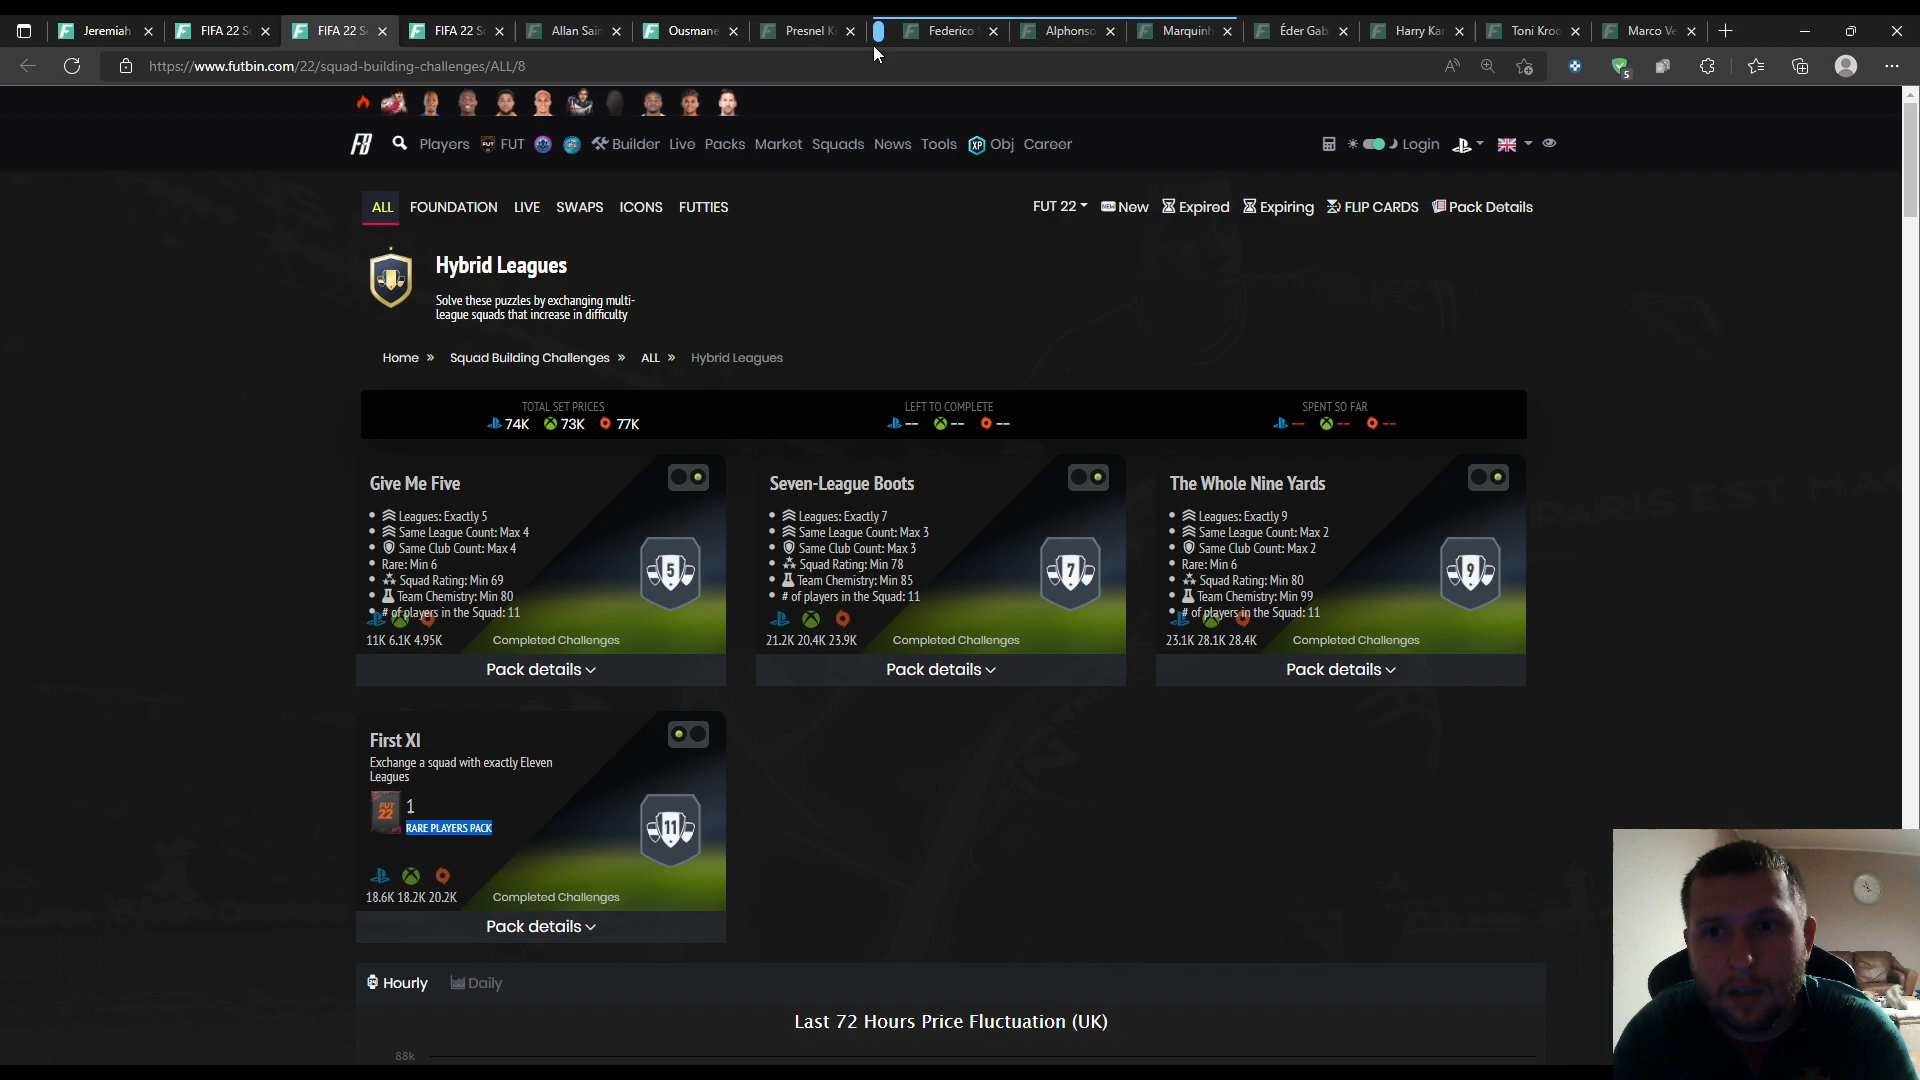 Jeremiah
FIFA 22 S
FIFA 22 S
FIFA 22 S
Allan Sain
Ousmane
Presnel K
Federico
Alphonso
Marquinh
Éder Gab
Harry Kan
Toni Kroo
Marco Ve
https://www.futbin.com/22/squad-building-challenges/ALL/8
5
Players FUT Builder Live Packs Market Squads News Tools XP Obj Career Login
ALL FOUNDATION LIVE SWAPS ICONS FUTTIES
FUT 22 New Expired Expiring FLIP CARDS Pack Details
Hybrid Leagues
Solve these puzzles by exchanging multi-
league squads that increase in difficulty
Home » Squad Building Challenges » ALL » Hybrid Leagues
TOTAL SET PRICES
74K 73K 77K
LEFT TO COMPLETE
-- -- --
SPENT SO FAR
-- -- --
Give Me Five
Leagues: Exactly 5
Same League Count: Max 4
Same Club Count: Max 4
Rare: Min 6
Squad Rating: Min 69
Team Chemistry: Min 80
# of players in the Squad: 11
5
11K 6.1K 4.95K
Completed Challenges
Pack details
Seven-League Boots
Leagues: Exactly 7
Same League Count: Max 3
Same Club Count: Max 3
Squad Rating: Min 78
Team Chemistry: Min 85
# of players in the Squad: 11
7
21.2K 20.4K 23.9K
Completed Challenges
Pack details
The Whole Nine Yards
Leagues: Exactly 9
Same League Count: Max 2
Same Club Count: Max 2
Rare: Min 6
Squad Rating: Min 80
Team Chemistry: Min 99
# of players in the Squad: 11
9
23.1K 28.1K 28.4K
Completed Challenges
Pack details
First XI
Exchange a squad with exactly Eleven
Leagues
FUT
22
1
RARE PLAYERS PACK
11
18.6K 18.2K 20.2K
Completed Challenges
Pack details
Hourly Daily
Last 72 Hours Price Fluctuation (UK)
88k